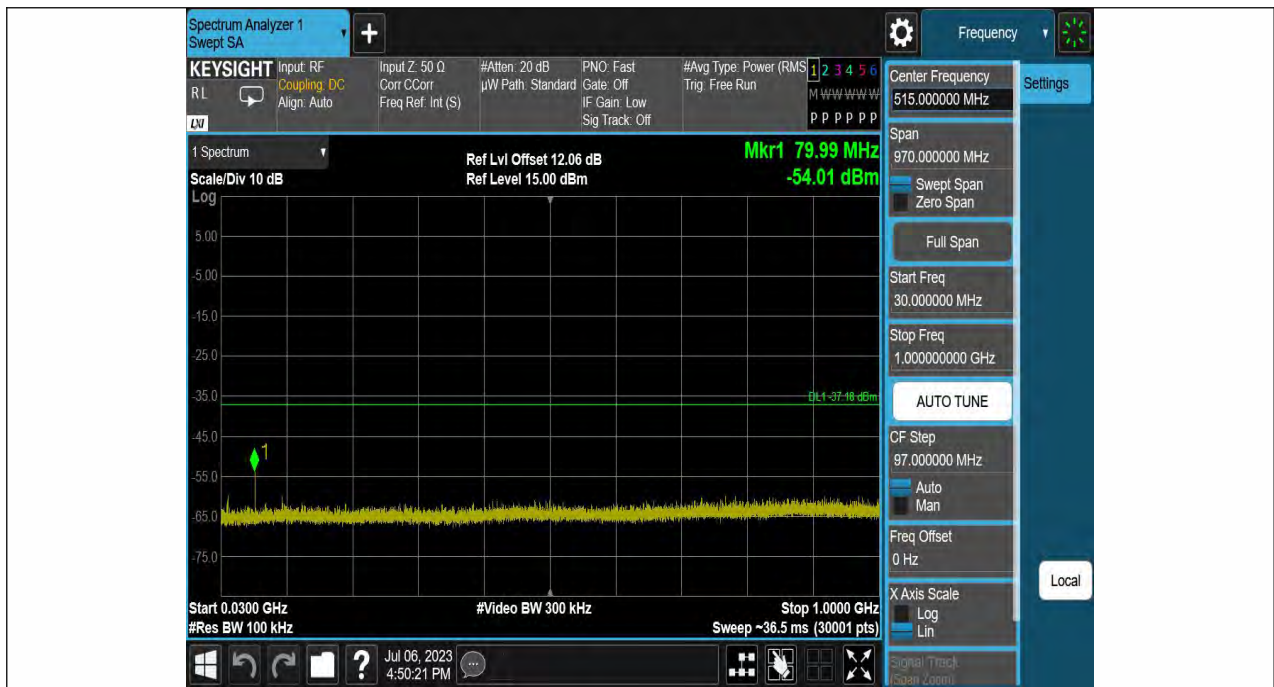 Spectrum Analyzer 1
Swept SA
+
Frequency
KEYSIGHT
RL
LXI
Input: RF
Coupling: DC
Align: Auto
Input Z: 50 Ω
Corr CCorr
Freq Ref: Int (S)
#Atten: 20 dB
µW Path: Standard
PNO: Fast
Gate: Off
IF Gain: Low
Sig Track: Off
#Avg Type: Power (RMS
Trig: Free Run
1 2 3 4 5 6
M W W W W W
P P P P P P
1 Spectrum
Scale/Div 10 dB
Ref Lvl Offset 12.06 dB
Ref Level 15.00 dBm
Mkr1 79.99 MHz
-54.01 dBm
Log
5.00
-5.00
-15.0
-25.0
-35.0
DL1 -37.16 dBm
-45.0
1
-55.0
-65.0
-75.0
Start 0.0300 GHz
#Video BW 300 kHz
Stop 1.0000 GHz
#Res BW 100 kHz
Sweep ~36.5 ms (30001 pts)
Center Frequency
515.000000 MHz
Settings
Span
970.000000 MHz
Swept Span
Zero Span
Full Span
Start Freq
30.000000 MHz
Stop Freq
1.000000000 GHz
AUTO TUNE
CF Step
97.000000 MHz
Auto
Man
Freq Offset
0 Hz
X Axis Scale
Log
Lin
Signal Track
(Span Zoom)
Local
?
Jul 06, 2023
4:50:21 PM